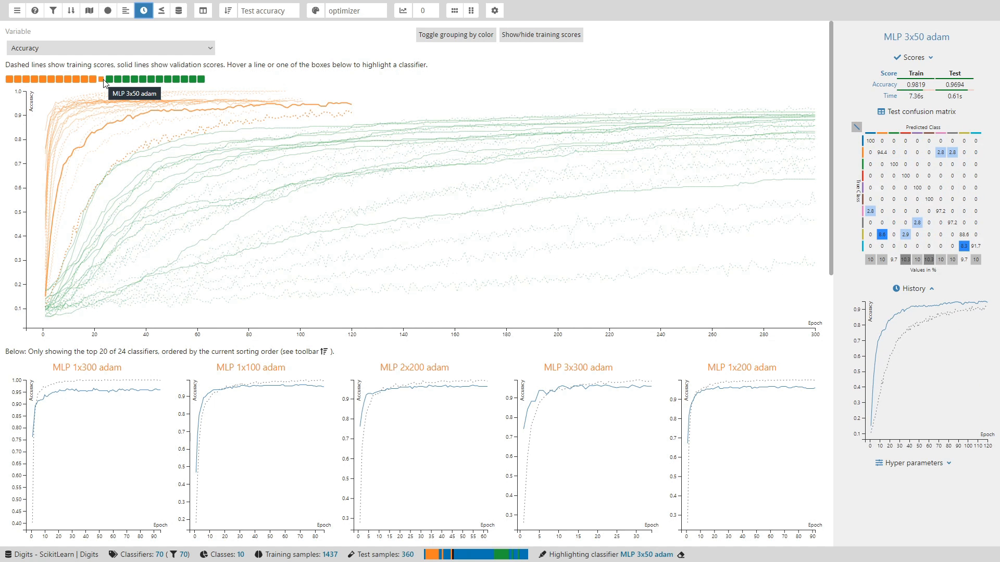 Test accuracy
optimizer
0
Variable
Accuracy
Toggle grouping by color
Show/hide training scores
Dashed lines show training scores, solid lines show validation scores. Hover a line or one of the boxes below to highlight a classifier.
MLP 3x50 adam
Accuracy
1.0
0.9
0.8
0.7
0.6
0.5
0.4
0.3
0.2
0.1
Epoch
0 20 40 60 80 100 120 140 160 180 200 220 240 260 280 300
Below: Only showing the top 20 of 24 classifiers, ordered by the current sorting order (see toolbar ).
MLP 1x300 adam
Accuracy
1.00
0.95
0.90
0.85
0.80
0.75
0.70
0.65
0.60
0.55
0.50
0.45
0.40
Epoch
0 10 20 30 40 50 60 70 80 90
MLP 1x100 adam
Accuracy
0.9
0.8
0.7
0.6
0.5
0.4
0.3
0.2
Epoch
0 10 20 30 40 50 60 70 80
MLP 2x200 adam
Accuracy
0.9
0.8
0.7
0.6
0.5
0.4
0.3
Epoch
0 5 10 15 20 25 30 35 40 45 50 55 60
MLP 3x300 adam
Accuracy
0.9
0.8
0.7
0.6
0.5
0.4
0.3
Epoch
0 5 10 15 20 25 30
MLP 1x200 adam
Accuracy
0.9
0.8
0.7
0.6
0.5
0.4
0.3
Epoch
0 10 20 30 40 50 60 70 80 90
MLP 3x50 adam
Scores
Score Train Test
Accuracy 0.9819 0.9694
Time 7.36s 0.61s
Test confusion matrix
Predicted Class
True Class
100 0 0 0 0 0 0 0 0 0
0 94.4 0 0 0 0 2.8 2.8 0 0
0 0 100 0 0 0 0 0 0 0
0 0 0 100 0 0 0 0 0 0
0 0 0 0 100 0 0 0 0 0
0 0 0 0 0 100 0 0 0 0
2.8 0 0 0 0 0 97.2 0 0 0
0 0 0 0 2.8 0 0 97.2 0 0
0 8.6 0 2.9 0 0 0 0 88.6 0
0 0 0 0 0 0 0 0 8.3 91.7
10 10 9.7 10.3 10 10.3 10 10 9.7 10
Values in %
History
Accuracy
0.9
0.8
0.7
0.6
0.5
0.4
0.3
0.2
0.1
Epoch
0 10 20 30 40 50 60 70 80 90 100 110 120
Hyper parameters
Digits - ScikitLearn | Digits
Classifiers: 70 ( 70)
Classes: 10
Training samples: 1437
Test samples: 360
Highlighting classifier MLP 3x50 adam